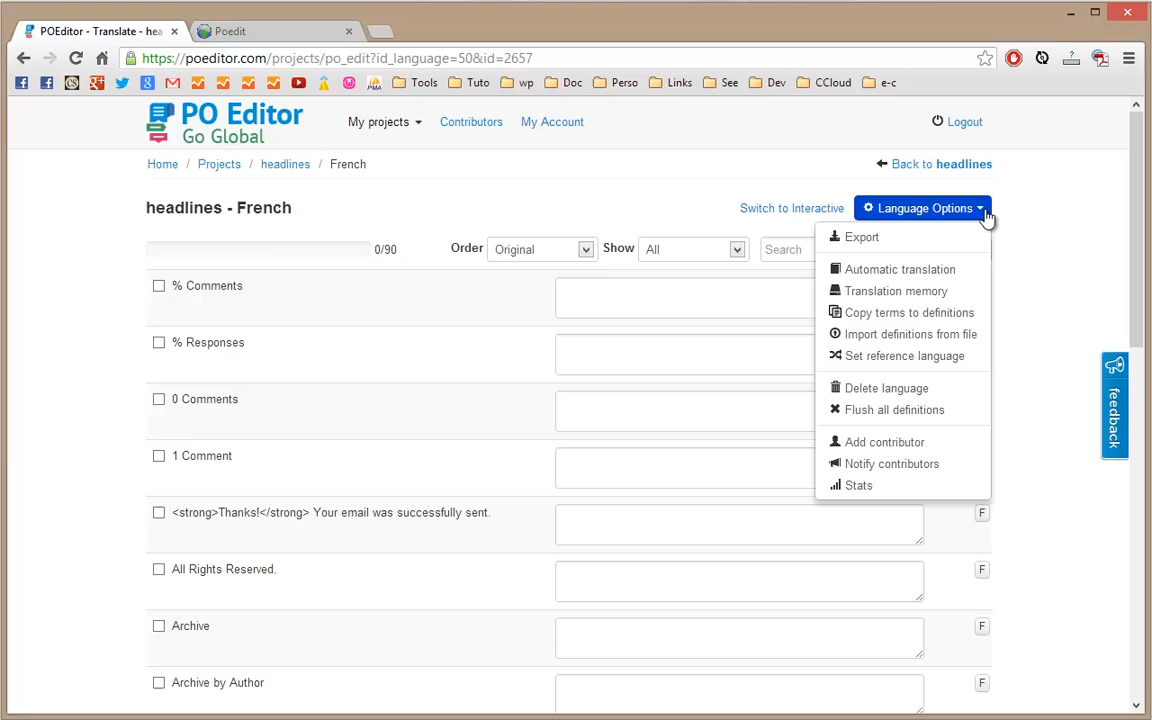 POEditor - Translate - hea
Poedit
https://poeditor.com/projects/po_edit?id_language=50&id=2657
Tools
Tuto
wp
Doc
Perso
Links
See
Dev
CCloud
e-c
PO Editor
Go Global
My projects
Contributors
My Account
Logout
Home / Projects / headlines / French
Back to headlines
headlines - French
Switch to Interactive
Language Options
0/90
Order
Original
Show
All
Search
Export
Automatic translation
Translation memory
Copy terms to definitions
Import definitions from file
Set reference language
Delete language
Flush all definitions
Add contributor
Notify contributors
Stats
% Comments
% Responses
0 Comments
1 Comment
<strong>Thanks!</strong> Your email was successfully sent.
F
All Rights Reserved.
F
Archive
F
Archive by Author
F
feedback